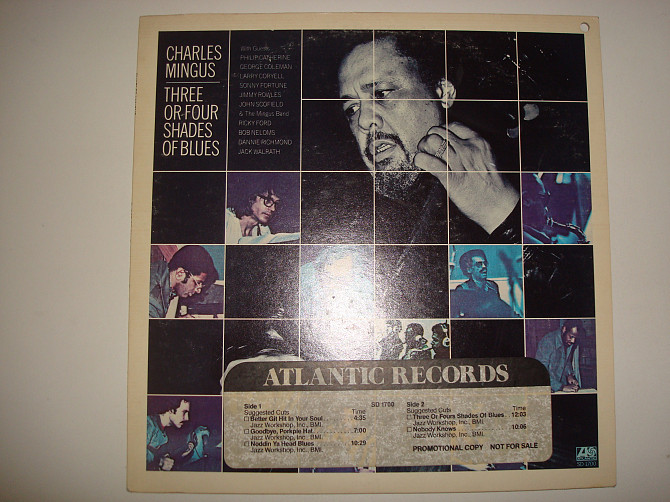 CHARLES
MINGUS
THREE
OR FOUR
SHADES
OF BLUES
With Guests
PHILIP CATHERINE
GEORGE COLEMAN
LARRY CORYELL
SONNY FORTUNE
JIMMY ROWLES
JOHN SCOFIELD
& The Mingus Band
RICKY FORD
BOB NELOMS
DANNIE RICHMOND
JACK WALRATH
ATLANTIC RECORDS
Side 1 SD 1700
Suggested Cuts Time
Better Git Hit In Your Soul 4:35
Jazz Workshop, Inc., BMI
Goodbye, Porkpie Hat 7:00
Jazz Workshop, Inc., BMI
Noddin Ya Head Blues 10:29
Jazz Workshop, Inc., BMI
Side 2
Suggested Cuts Time
Three Or Fours Shades Of Blues 12:03
Jazz Workshop, Inc., BMI
Nobody Knows 10:06
Jazz Workshop, Inc., BMI
PROMOTIONAL COPY NOT FOR SALE
SD 1700